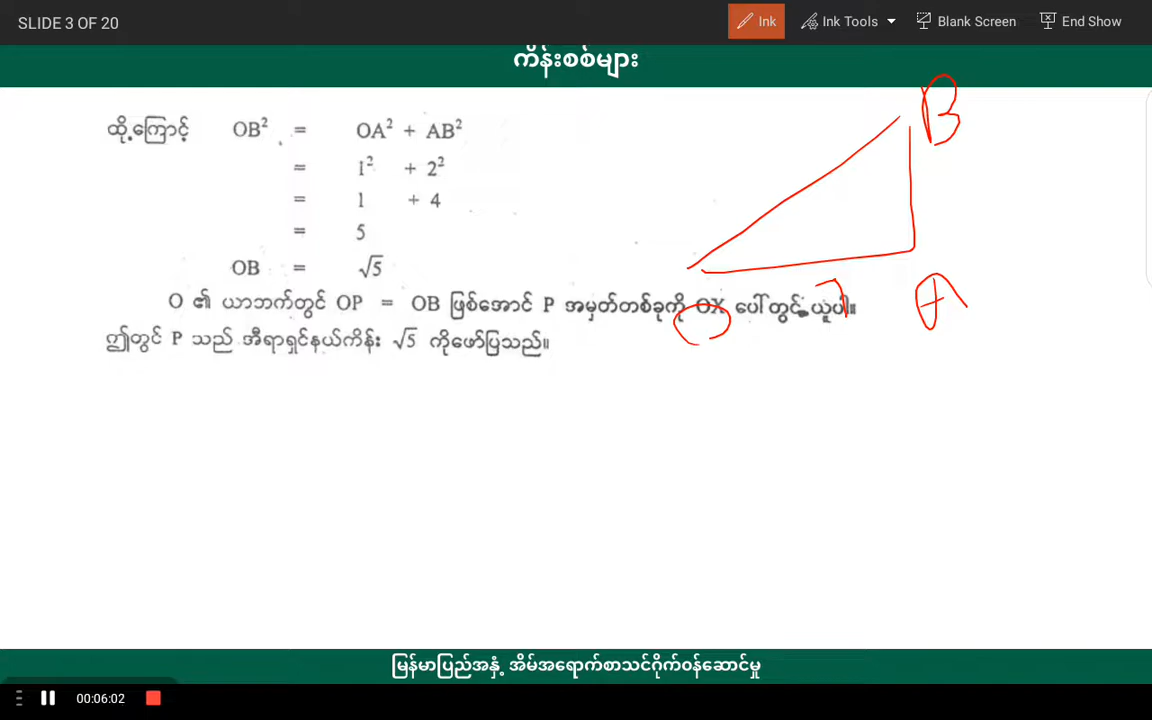 SLIDE 3 OF 20
Ink
Ink Tools
Blank Screen
End Show
ကိန်းစစ်များ
ထို့ကြောင့် OB² = OA² + AB²
= 1² + 2²
= 1 + 4
= 5
OB = √5
O ၏ ယာဘက်တွင် OP = OB ဖြစ်အောင် P အမှတ်တစ်ခုကို OX ပေါ်တွင် ယူပါ။
ဤတွင် P သည် အီရာရှင်နယ်ကိန်း √5 ကိုဖော်ပြသည်။
B
A
မြန်မာပြည်အနှံ့ အိမ်အရောက်စာသင်ဂိုက်ဝန်ဆောင်မှု
00:06:02